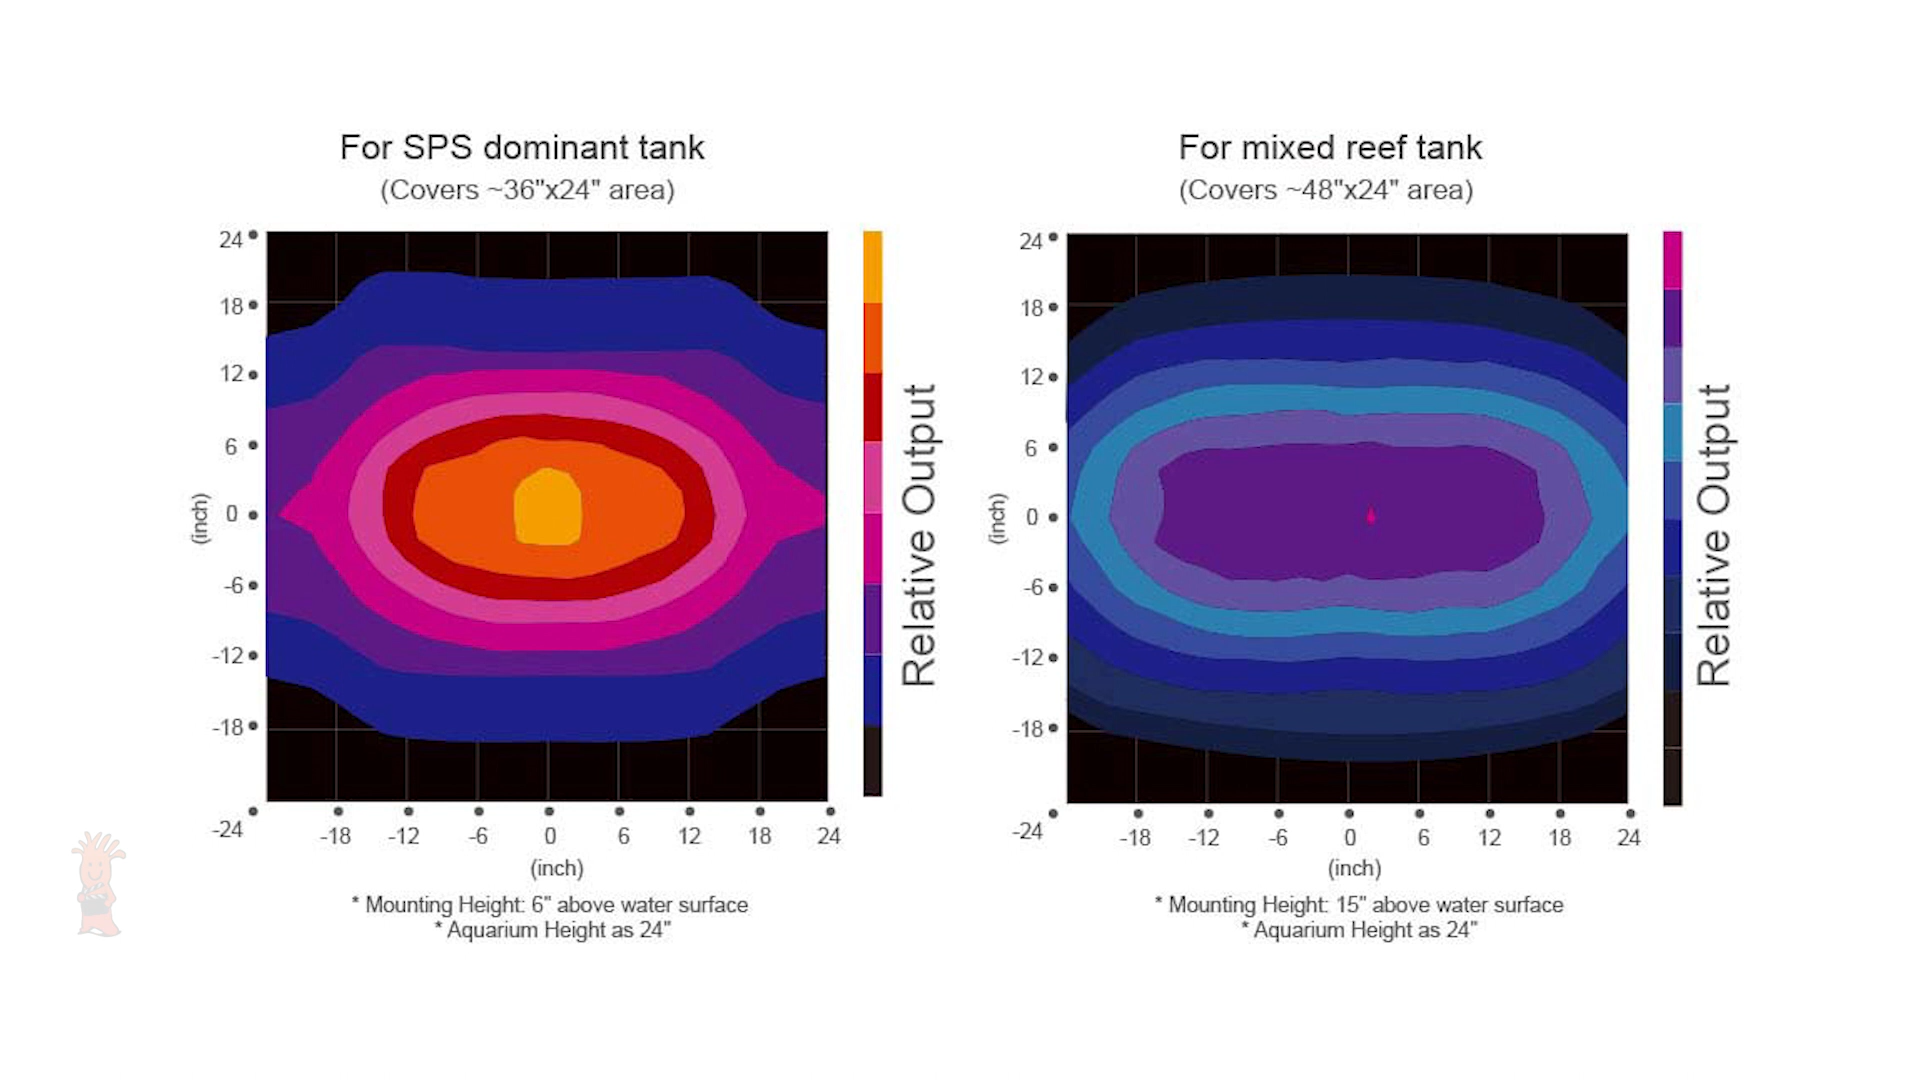 For SPS dominant tank
(Covers ~36"x24" area)
24
18
12
6
0
-6
-12
-18
-24
(inch)
-18 -12 -6 0 6 12 18 24
(inch)
Relative Output
* Mounting Height: 6" above water surface
* Aquarium Height as 24"
For mixed reef tank
(Covers ~48"x24" area)
24
18
12
6
0
-6
-12
-18
-24
(inch)
-18 -12 -6 0 6 12 18 24
(inch)
Relative Output
* Mounting Height: 15" above water surface
* Aquarium Height as 24"